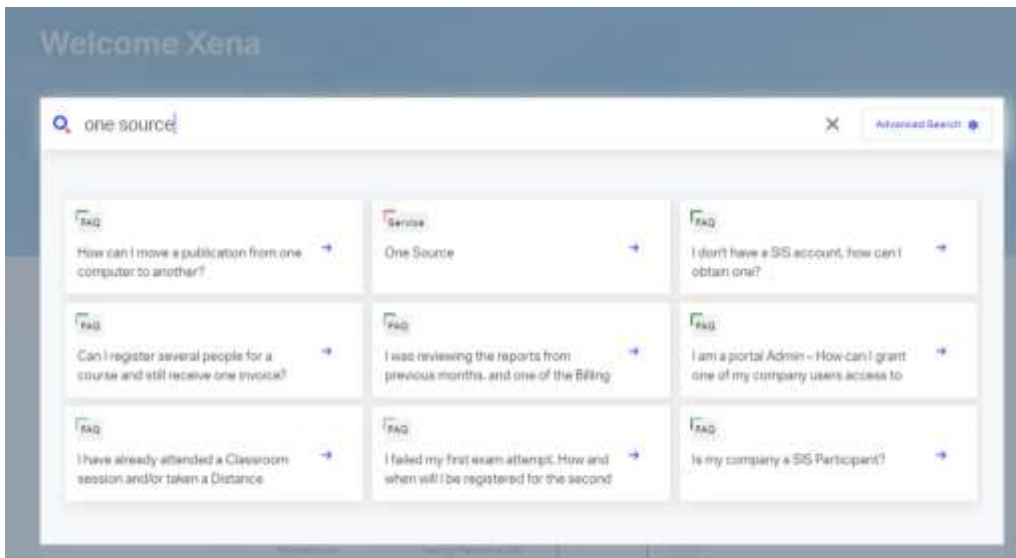 Welcome Xena
one source
Advanced Search
FAQ
How can I move a publication from one
computer to another?
Service
One Source
FAQ
I don't have a SIS account, how can I
obtain one?
FAQ
Can I register several people for a
course and still receive one invoice?
FAQ
I was reviewing the reports from
previous months, and one of the Billing
FAQ
I am a portal Admin – How can I grant
one of my company users access to
FAQ
I have already attended a Classroom
session and/or taken a Distance
FAQ
I failed my first exam attempt. How and
when will I be registered for the second
FAQ
Is my company a SIS Participant?